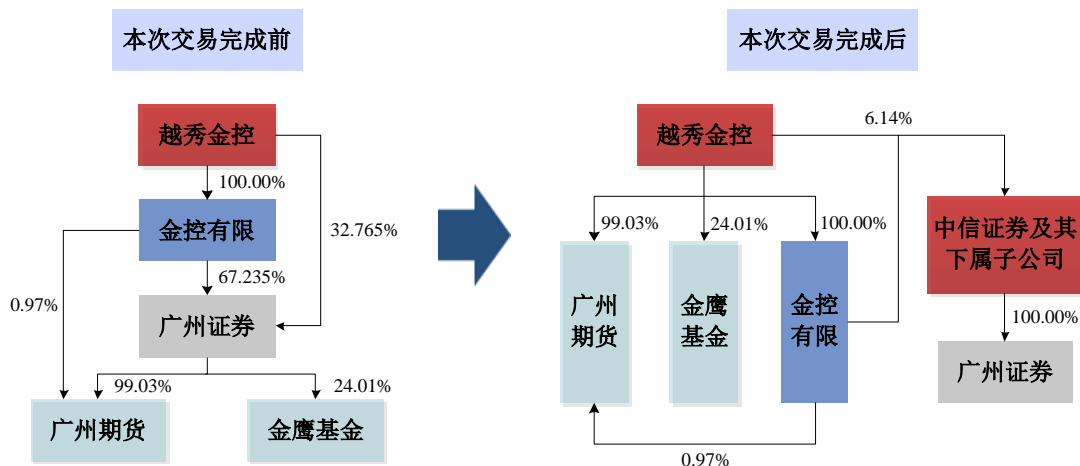 本次交易完成前
越秀金控
100.00%
金控有限
32.765%
67.235%
0.97%
广州证券
99.03%
24.01%
广州期货
金鹰基金
本次交易完成后
越秀金控
6.14%
99.03%
24.01%
100.00%
中信证券及其
下属子公司
广州
期货
金鹰
基金
金控
有限
100.00%
广州证券
0.97%